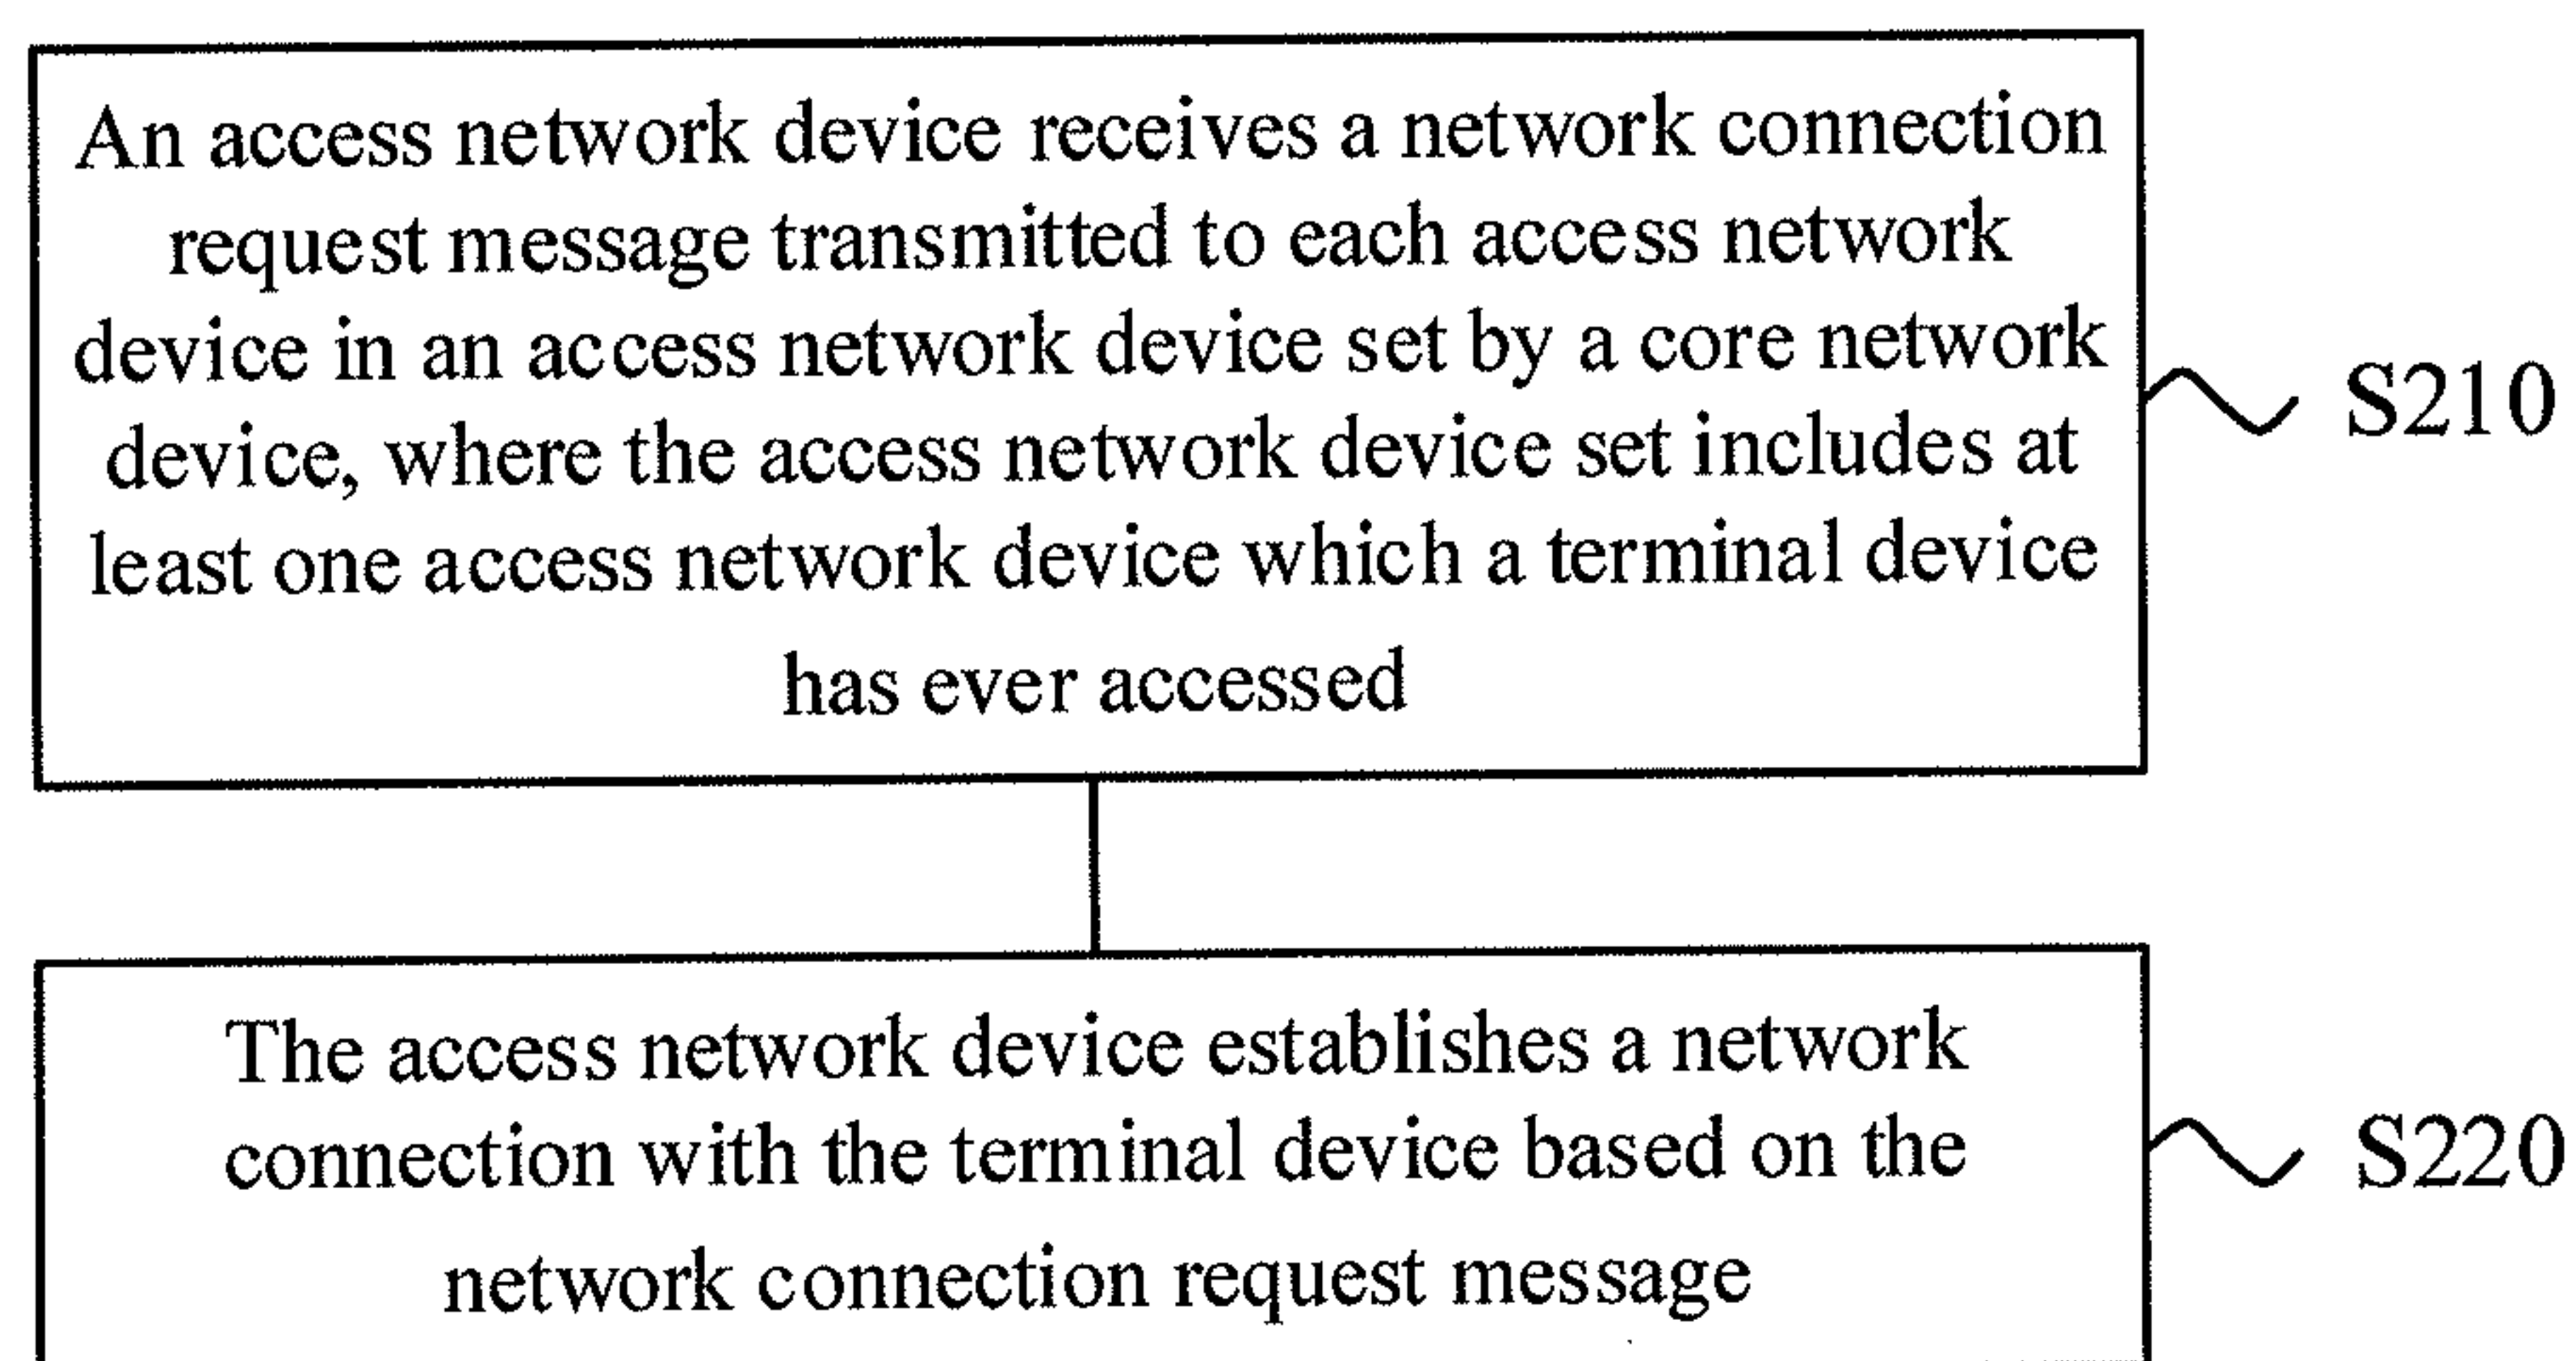 An access network device receives a network connection
request message transmitted to each access network
device in an access network device set by a core network
device, where the access network device set includes at
least one access network device which a terminal device
has ever accessed
S210
The access network device establishes a network
connection with the terminal device based on the
network connection request message
S220